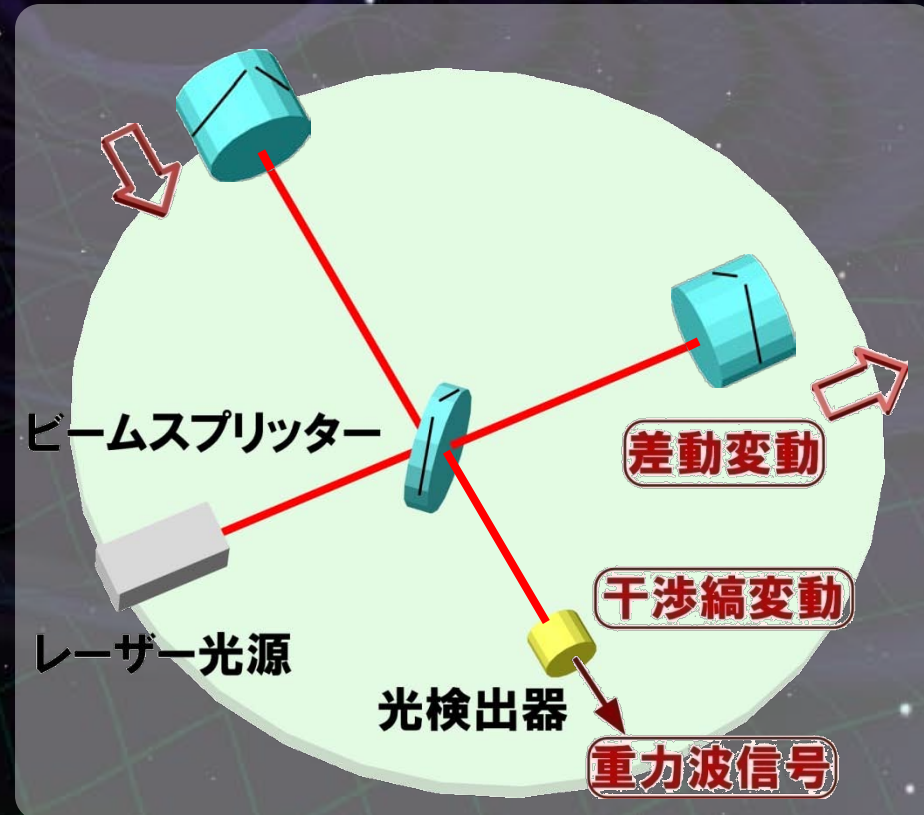 ビームスプリッター
差動変動
干渉縞変動
レーザー光源
光検出器
重力波信号